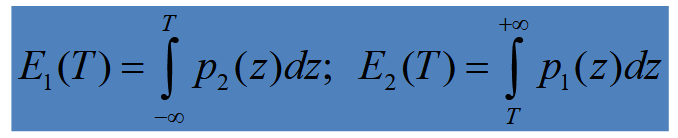 E₁(T) = ∫_{-∞}^{T} p₂(z)dz; E₂(T) = ∫_{T}^{+∞} p₁(z)dz